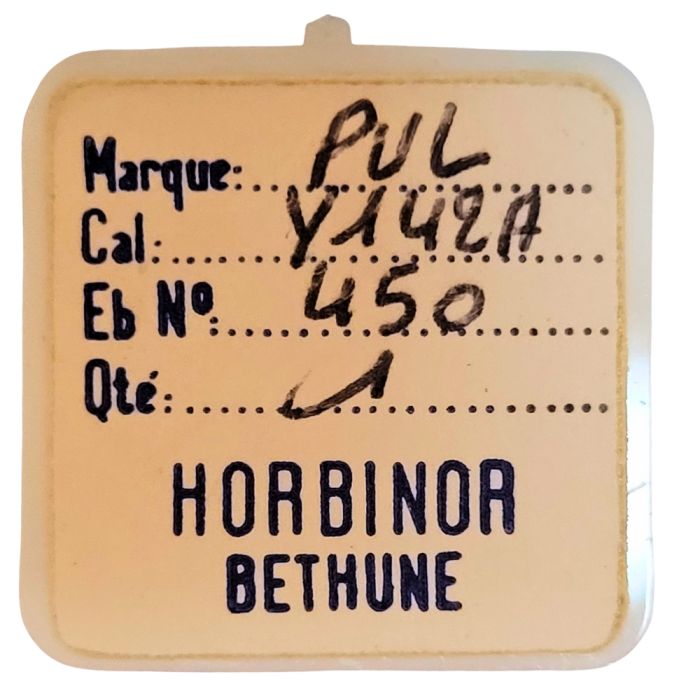 Marque: PUL
Cal: Y142A
Eb Nº: 450
Qté: 1
HORBINOR
BETHUNE